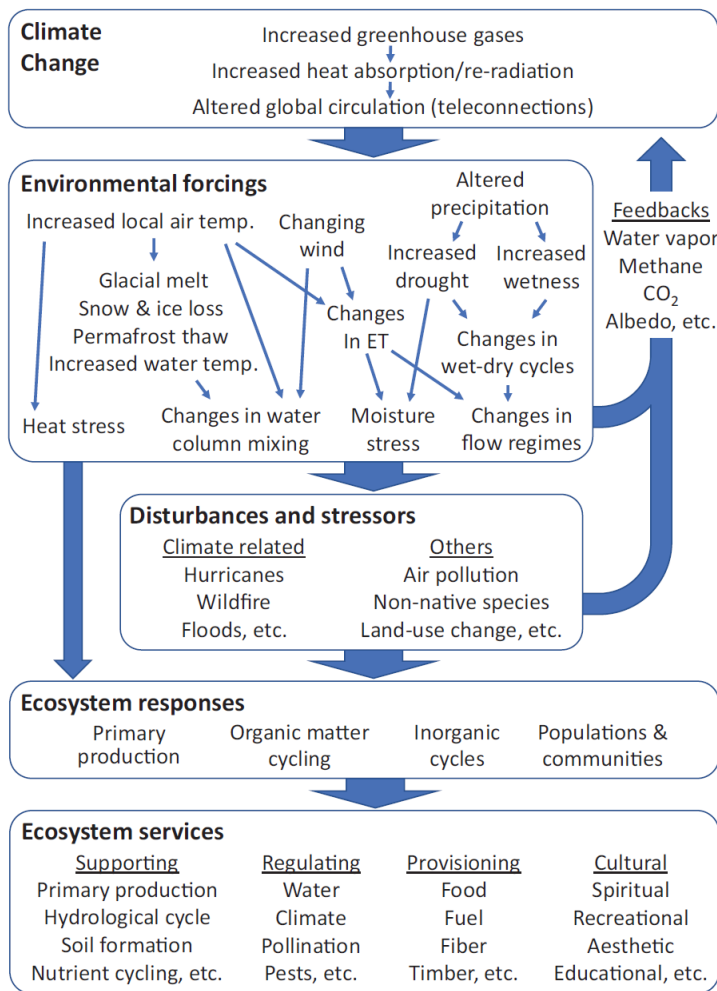 Climate
Change
Increased greenhouse gases
Increased heat absorption/re-radiation
Altered global circulation (teleconnections)
Environmental forcings
Increased local air temp.
Changing
wind
Altered
precipitation
Increased
drought
Increased
wetness
Glacial melt
Snow & ice loss
Permafrost thaw
Increased water temp.
Changes
In ET
Changes in
wet-dry cycles
Heat stress
Changes in water
column mixing
Moisture
stress
Changes in
flow regimes
Feedbacks
Water vapor
Methane
CO₂
Albedo, etc.
Disturbances and stressors
Climate related
Hurricanes
Wildfire
Floods, etc.
Others
Air pollution
Non-native species
Land-use change, etc.
Ecosystem responses
Primary
production
Organic matter
cycling
Inorganic
cycles
Populations &
communities
Ecosystem services
Supporting
Primary production
Hydrological cycle
Soil formation
Nutrient cycling, etc.
Regulating
Water
Climate
Pollination
Pests, etc.
Provisioning
Food
Fuel
Fiber
Timber, etc.
Cultural
Spiritual
Recreational
Aesthetic
Educational, etc.